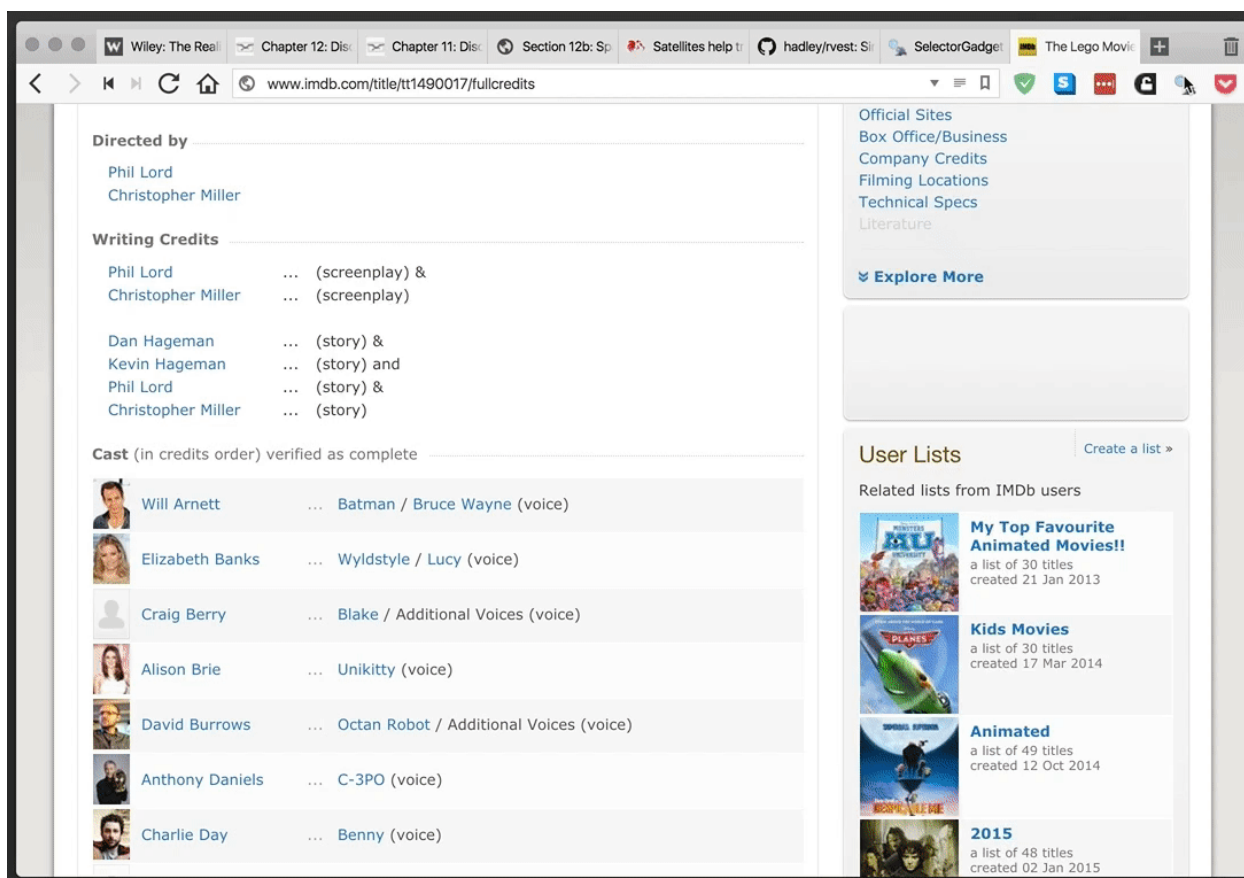 Wiley: The Reali
Chapter 12: Disc
Chapter 11: Disc
Section 12b: Sp
Satellites help tr
hadley/rvest: Sir
SelectorGadget
The Lego Movie
www.imdb.com/title/tt1490017/fullcredits
Directed by
Phil Lord
Christopher Miller
Writing Credits
Phil Lord ... (screenplay) &
Christopher Miller ... (screenplay)
Dan Hageman ... (story) &
Kevin Hageman ... (story) and
Phil Lord ... (story) &
Christopher Miller ... (story)
Cast (in credits order) verified as complete
Will Arnett ... Batman / Bruce Wayne (voice)
Elizabeth Banks ... Wyldstyle / Lucy (voice)
Craig Berry ... Blake / Additional Voices (voice)
Alison Brie ... Unikitty (voice)
David Burrows ... Octan Robot / Additional Voices (voice)
Anthony Daniels ... C-3PO (voice)
Charlie Day ... Benny (voice)
Official Sites
Box Office/Business
Company Credits
Filming Locations
Technical Specs
Literature
Explore More
User Lists
Create a list »
Related lists from IMDb users
My Top Favourite
Animated Movies!!
a list of 30 titles
created 21 Jan 2013
Kids Movies
a list of 30 titles
created 17 Mar 2014
PLANES
Animated
a list of 49 titles
created 12 Oct 2014
DESPICABLE ME
2015
a list of 48 titles
created 02 Jan 2015